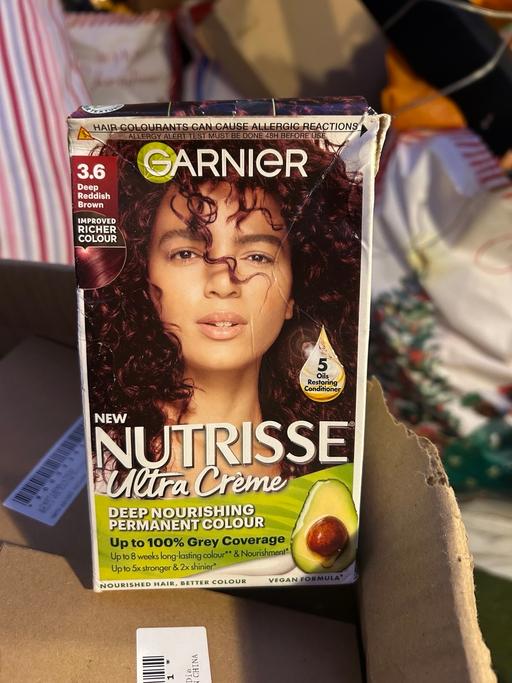 HAIR COLOURANTS CAN CAUSE ALLERGIC REACTIONS
ALLERGY ALERT TEST MUST BE DONE 48H BEFORE USE
GARNIER
3.6
Deep
Reddish
Brown
IMPROVED
RICHER
COLOUR
5
Oils
Restoring
Conditioner
NEW
NUTRISSE
Ultra Crème
DEEP NOURISHING
PERMANENT COLOUR
Up to 100% Grey Coverage
Up to 8 weeks long-lasting colour** & Nourishment*
Up to 5x stronger & 2x shinier*
NOURISHED HAIR, BETTER COLOUR
VEGAN FORMULA*
CHINA